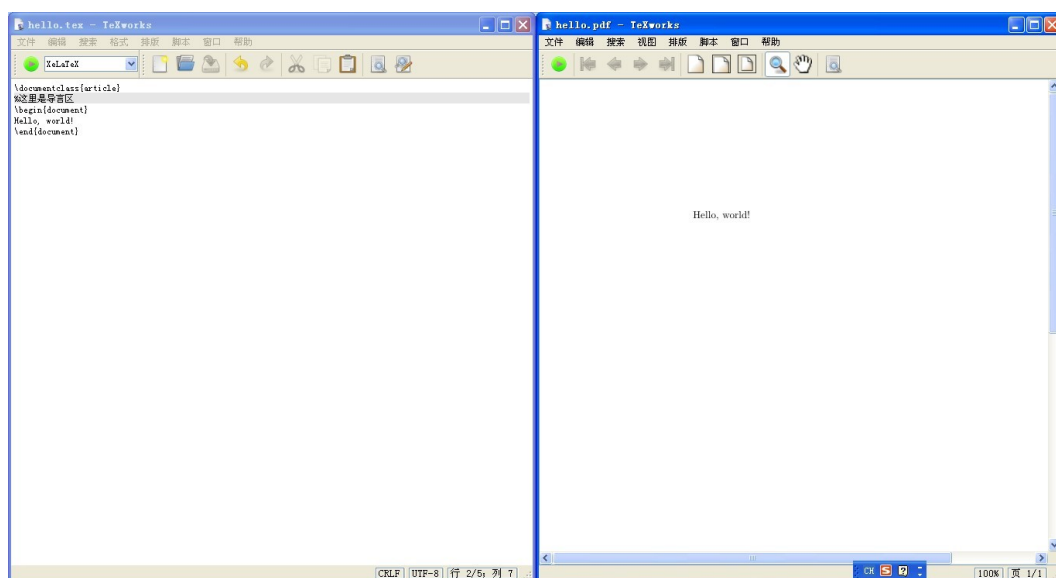 hello.tex - TeXworks
文件 编辑 搜索 格式 排版 脚本 窗口 帮助
XeLaTeX
\documentclass{article}
%这里是导言区
\begin{document}
Hello, world!
\end{document}
CRLF UTF-8 行 2/5; 列 7
hello.pdf - TeXworks
文件 编辑 搜索 视图 排版 脚本 窗口 帮助
Hello, world!
CH S ?
100% 页 1/1